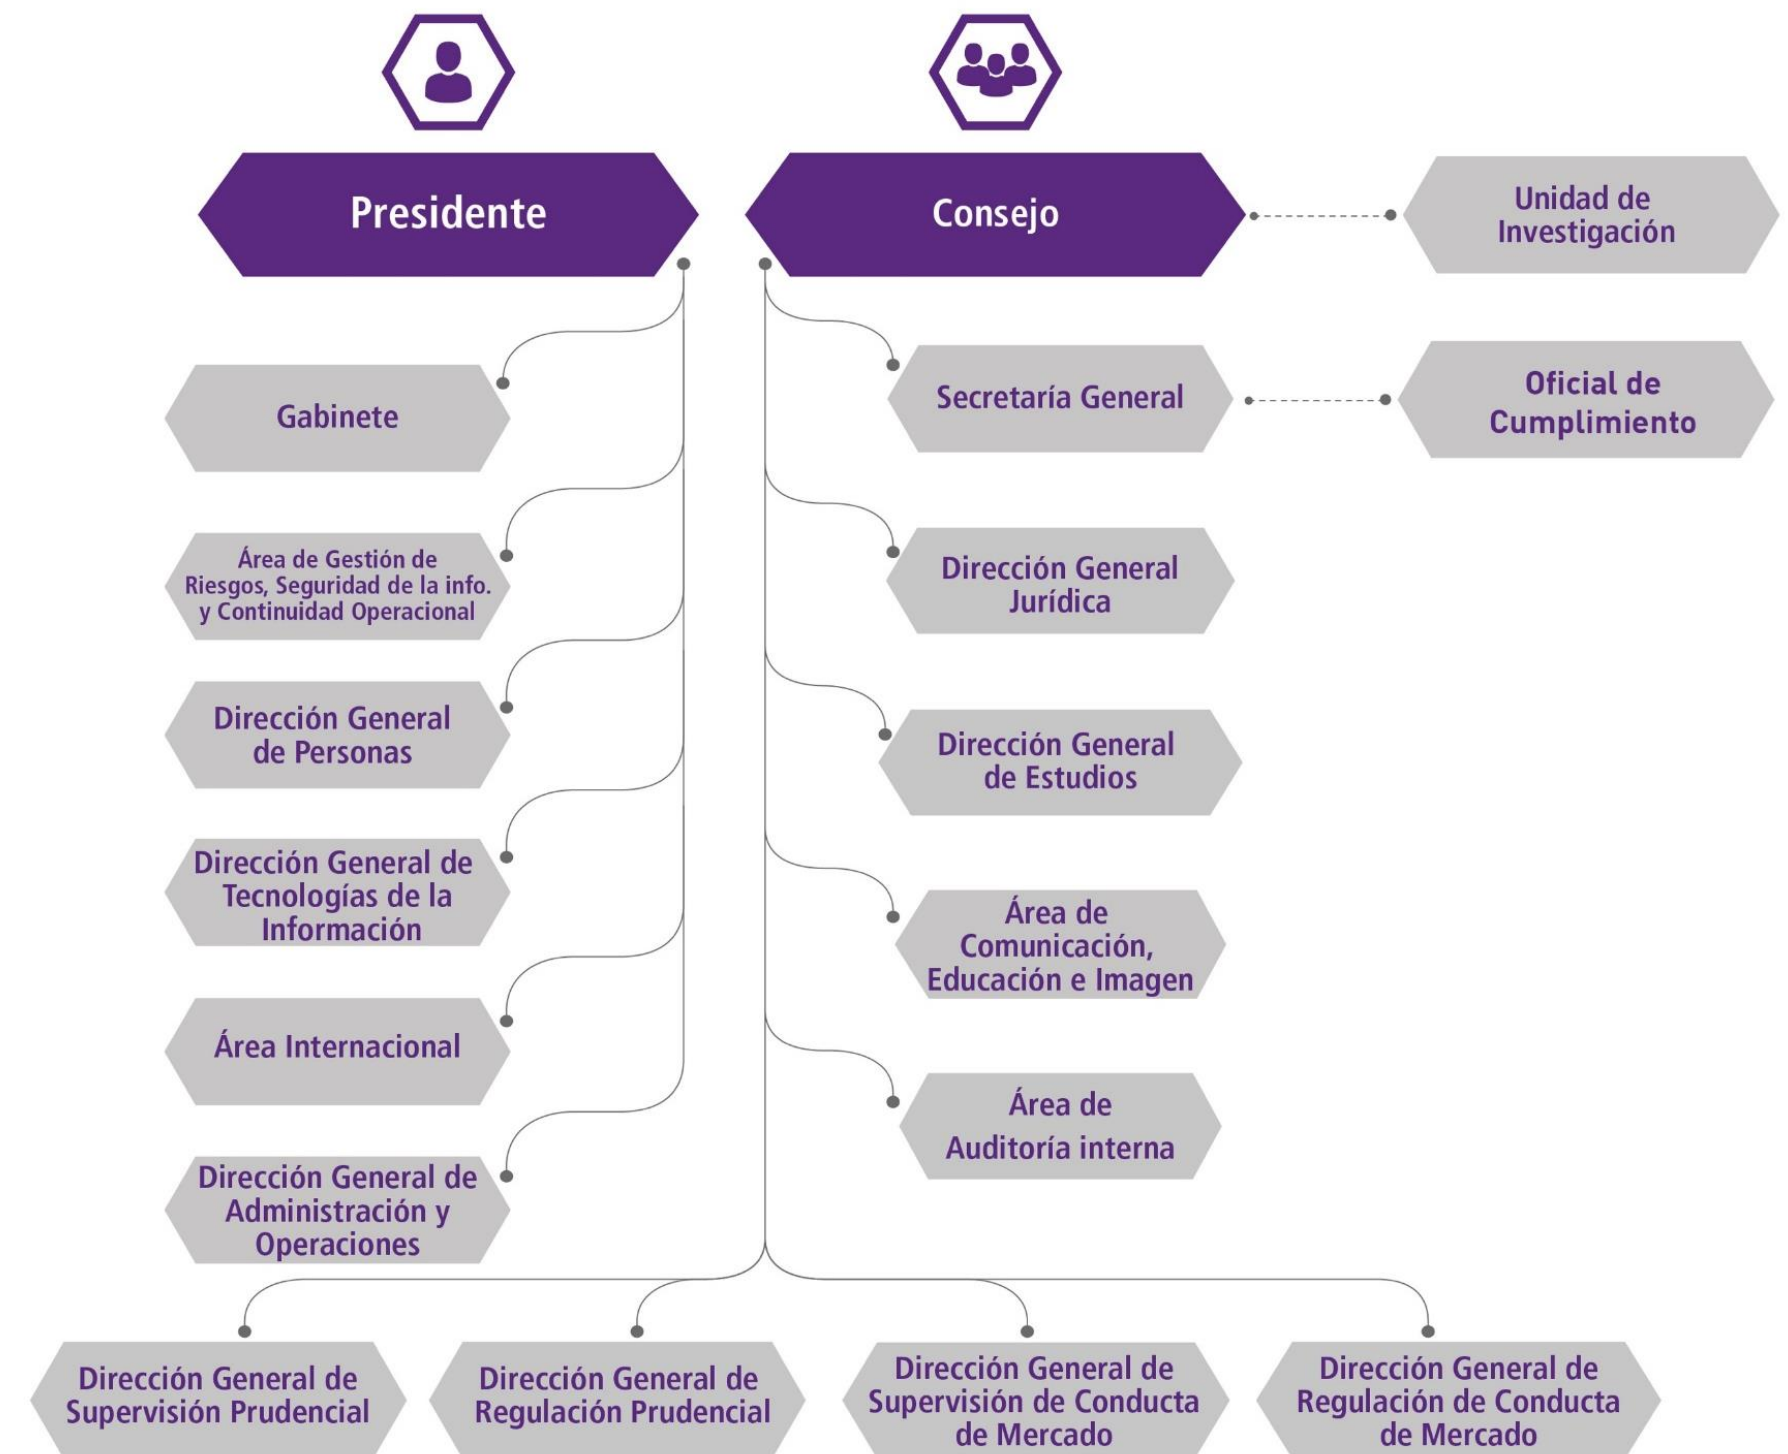 Presidente
Consejo
Unidad de
Investigación
Gabinete
Secretaría General
Oficial de
Cumplimiento
Área de Gestión de
Riesgos, Seguridad de la info.
y Continuidad Operacional
Dirección General
Jurídica
Dirección General
de Personas
Dirección General
de Estudios
Dirección General de
Tecnologías de la
Información
Área de
Comunicación,
Educación e Imagen
Área Internacional
Área de
Auditoría interna
Dirección General de
Administración y
Operaciones
Dirección General de
Supervisión Prudencial
Dirección General de
Regulación Prudencial
Dirección General de
Supervisión de Conducta
de Mercado
Dirección General de
Regulación de Conducta
de Mercado